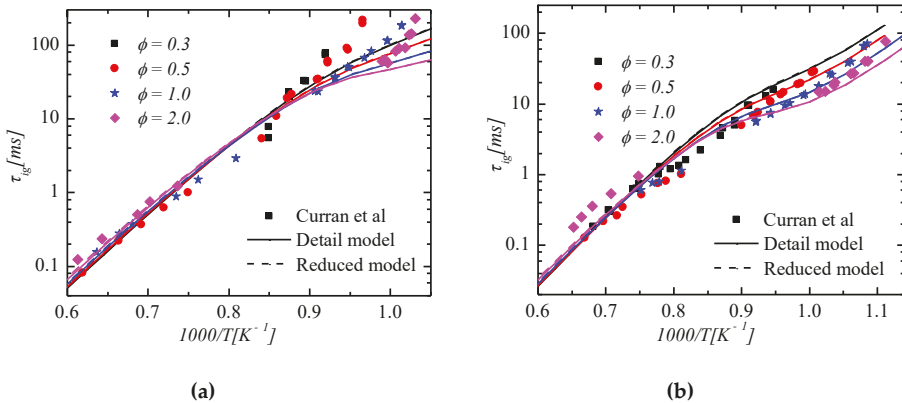 100
10
1
0.1
τig[ms]
ϕ = 0.3
ϕ = 0.5
ϕ = 1.0
ϕ = 2.0
Curran et al
Detail model
Reduced model
0.6 0.7 0.8 0.9 1.0
1000/T[K⁻¹]
(a)
100
10
1
0.1
τig[ms]
ϕ = 0.3
ϕ = 0.5
ϕ = 1.0
ϕ = 2.0
Curran et al
Detail model
Reduced model
0.6 0.7 0.8 0.9 1.0 1.1
1000/T[K⁻¹]
(b)